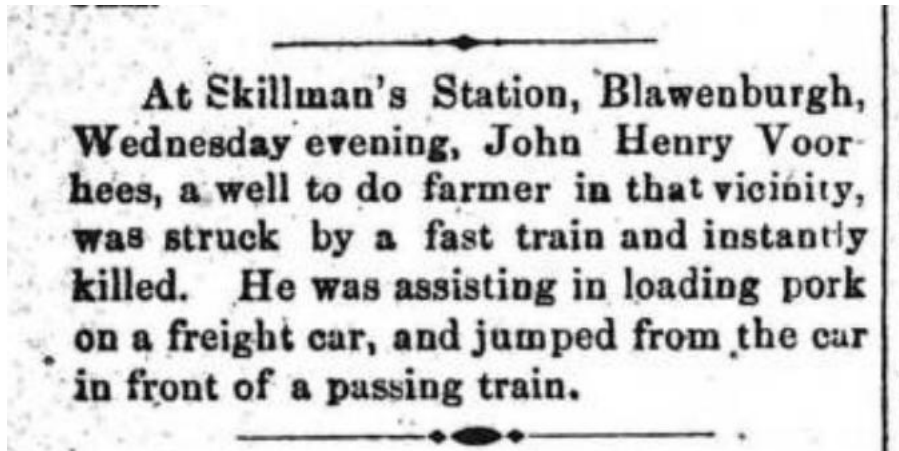 At Skillman's Station, Blawenburgh,
Wednesday evening, John Henry Voor-
hees, a well to do farmer in that vicinity,
was struck by a fast train and instantly
killed. He was assisting in loading pork
on a freight car, and jumped from the car
in front of a passing train.